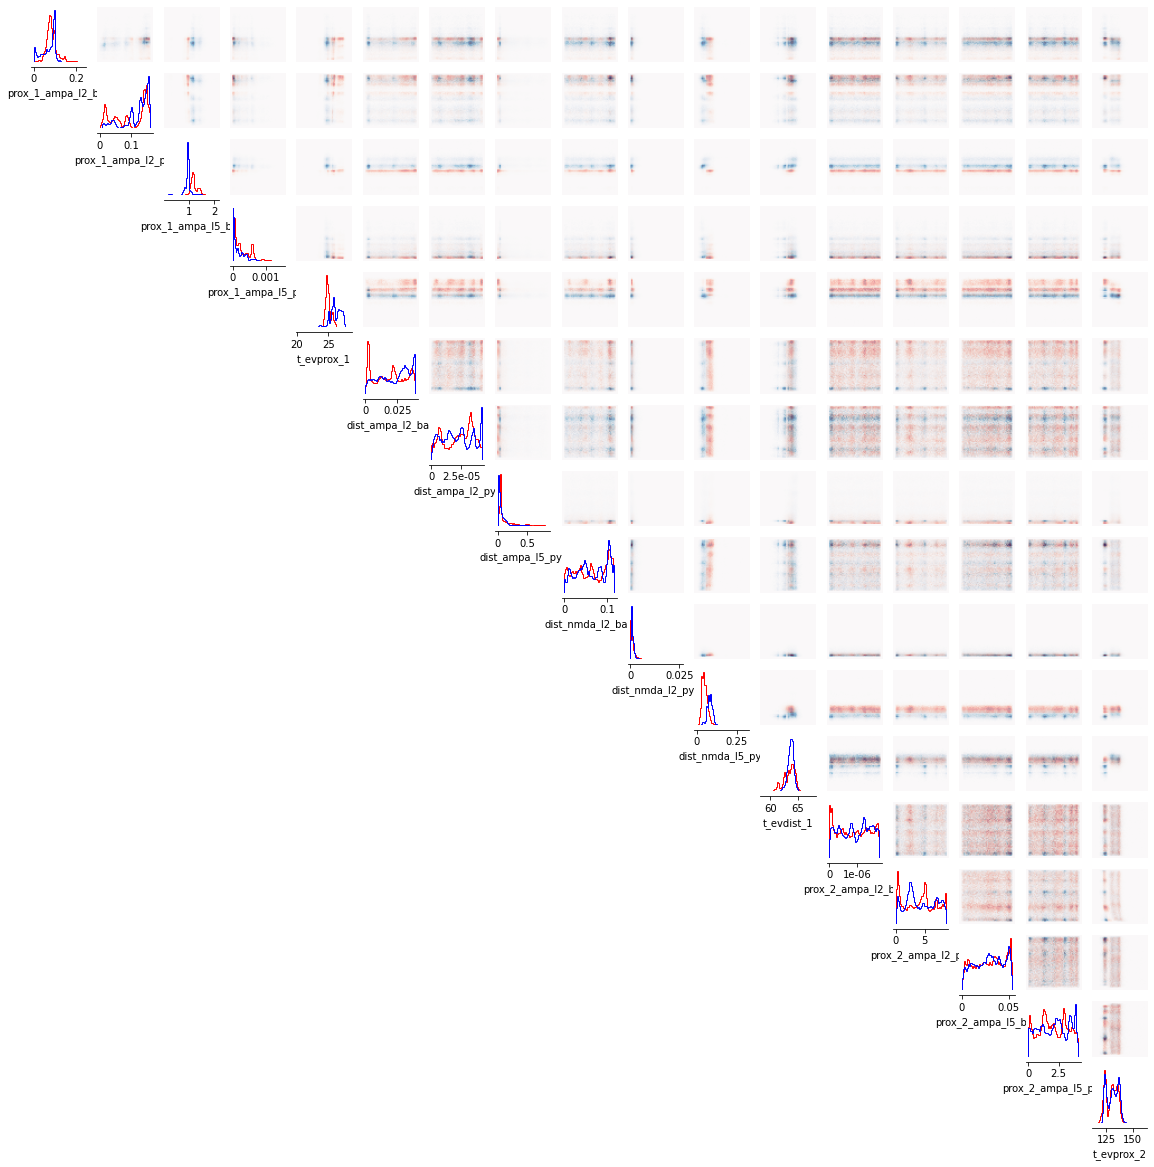 0 0.2
prox_1_ampa_l2_b
0 0.1
prox_1_ampa_l2_p
1 2
prox_1_ampa_l5_b
0 0.001
prox_1_ampa_l5_p
20 25
t_evprox_1
0 0.025
dist_ampa_l2_ba
0 2.5e-05
dist_ampa_l2_py
0 0.5
dist_ampa_l5_py
0 0.1
dist_nmda_l2_ba
0 0.025
dist_nmda_l2_py
0 0.25
dist_nmda_l5_py
60 65
t_evdist_1
0 1e-06
prox_2_ampa_l2_b
0 5
prox_2_ampa_l2_p
0 0.05
prox_2_ampa_l5_b
0 2.5
prox_2_ampa_l5_p
125 150
t_evprox_2